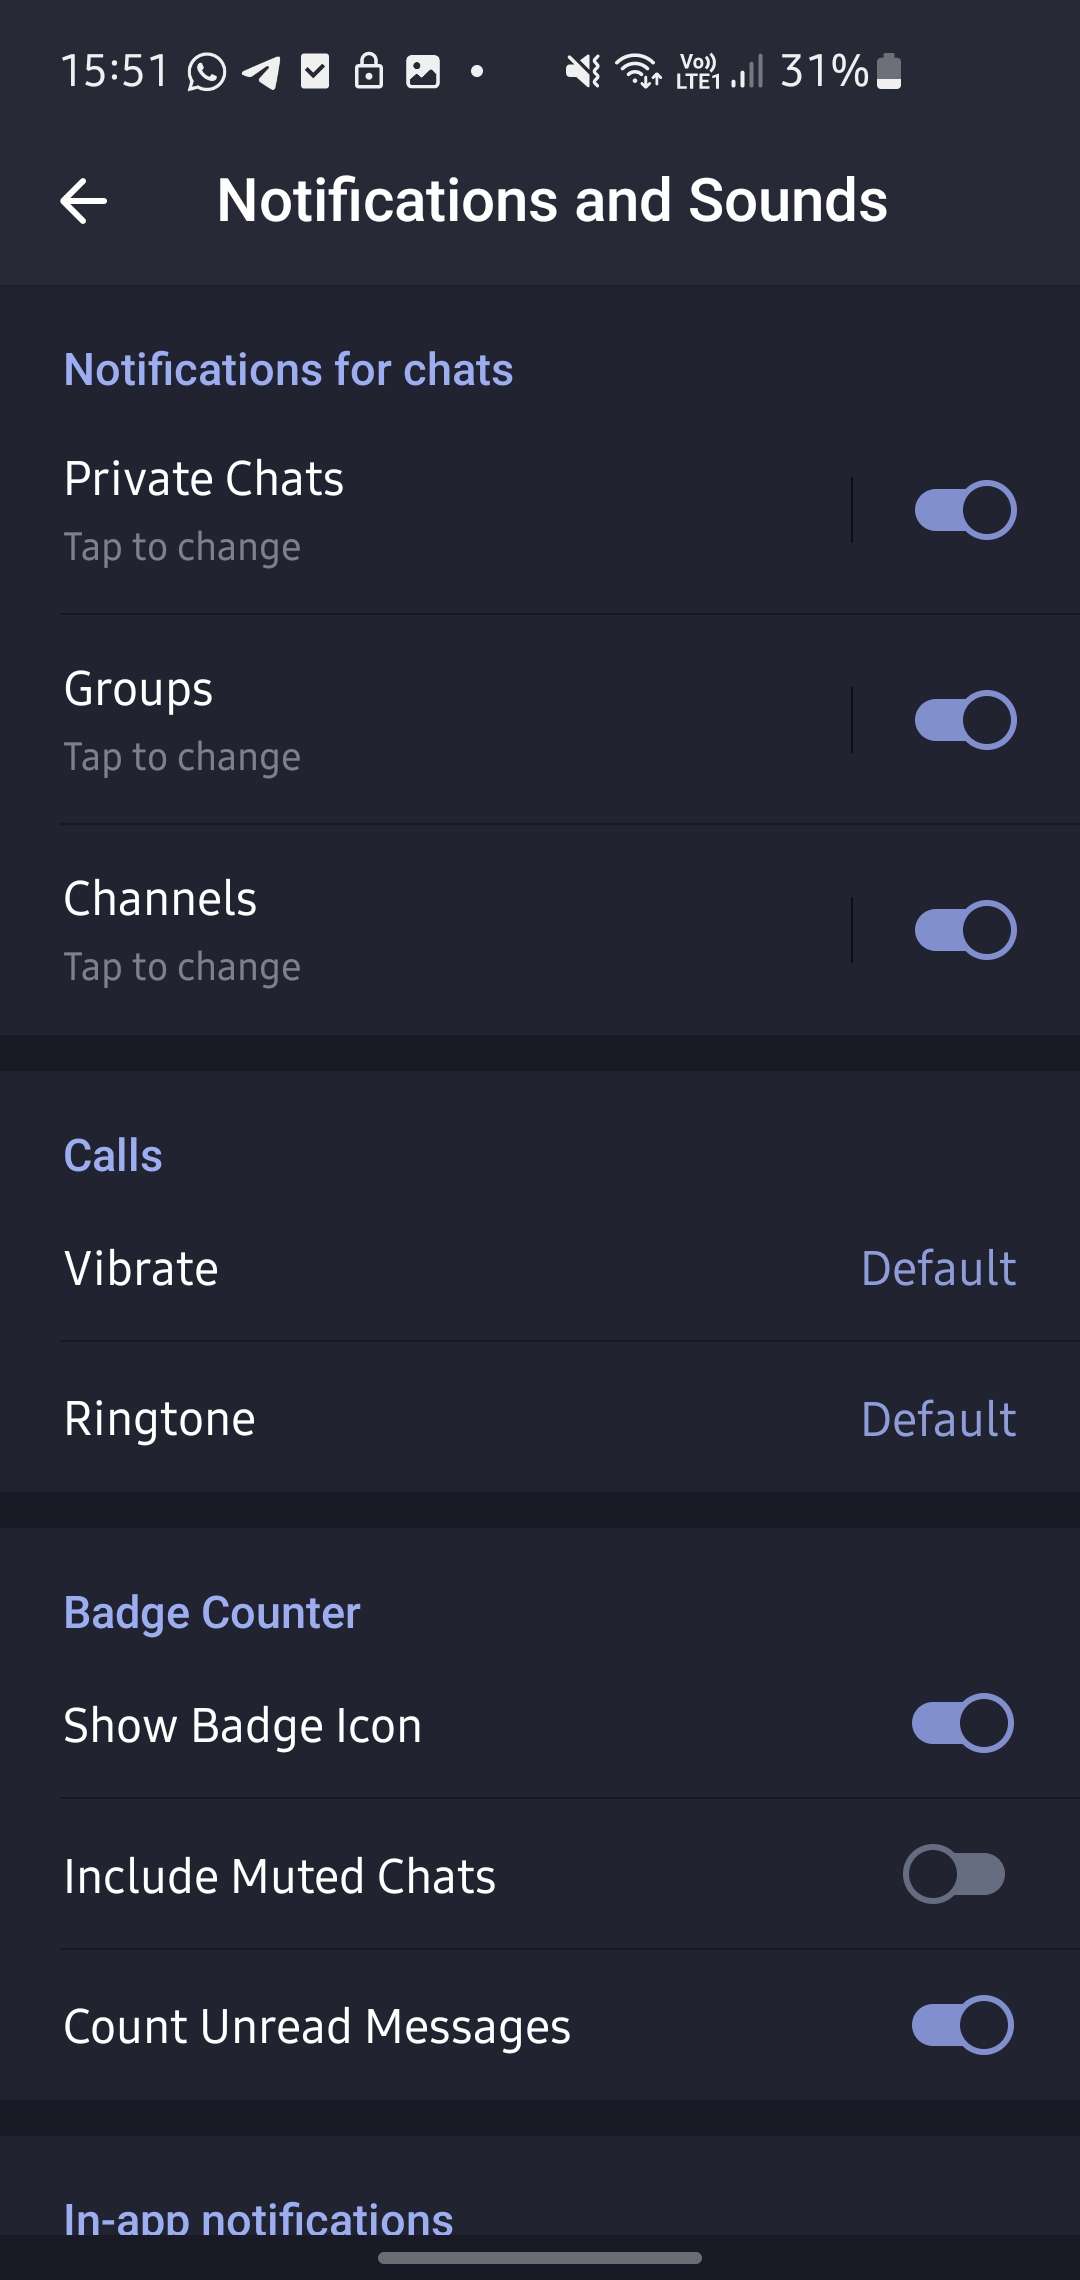 15:51 Vo)) LTE1 31%
Notifications and Sounds
Notifications for chats
Private Chats
Tap to change
Groups
Tap to change
Channels
Tap to change
Calls
Vibrate Default
Ringtone Default
Badge Counter
Show Badge Icon
Include Muted Chats
Count Unread Messages
In-app notifications